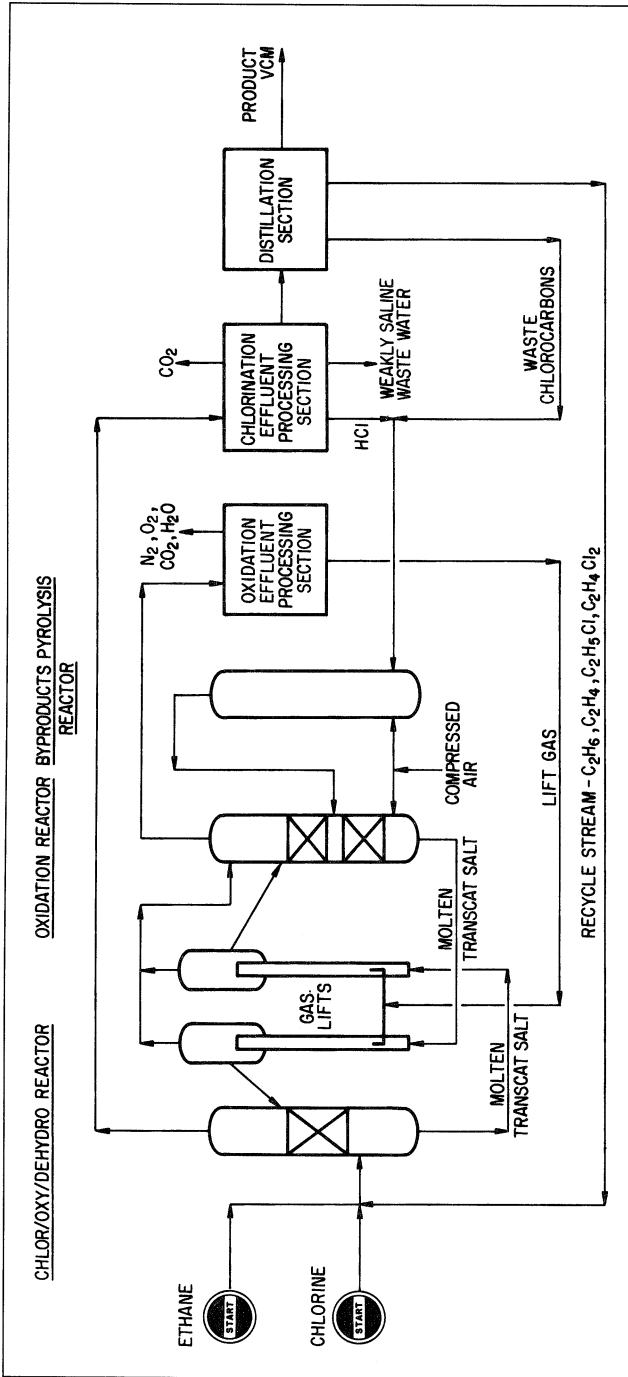 CHLOR/OXY/DEHYDRO REACTOR
OXIDATION REACTOR
BYPRODUCTS PYROLYSIS
REACTOR
ETHANE
START
CHLORINE
START
GAS-
LIFTS
MOLTEN
TRANSCAT SALT
MOLTEN
TRANSCAT SALT
COMPRESSED
AIR
N₂, O₂,
CO₂, H₂O
OXIDATION
EFFLUENT
PROCESSING
SECTION
LIFT GAS
CO₂
CHLORINATION
EFFLUENT
PROCESSING
SECTION
HCl
WEAKLY SALINE
WASTE WATER
DISTILLATION
SECTION
PRODUCT
VCM
WASTE
CHLOROCARBONS
RECYCLE STREAM - C₂H₆, C₂H₄, C₂H₅Cl, C₂H₄Cl₂